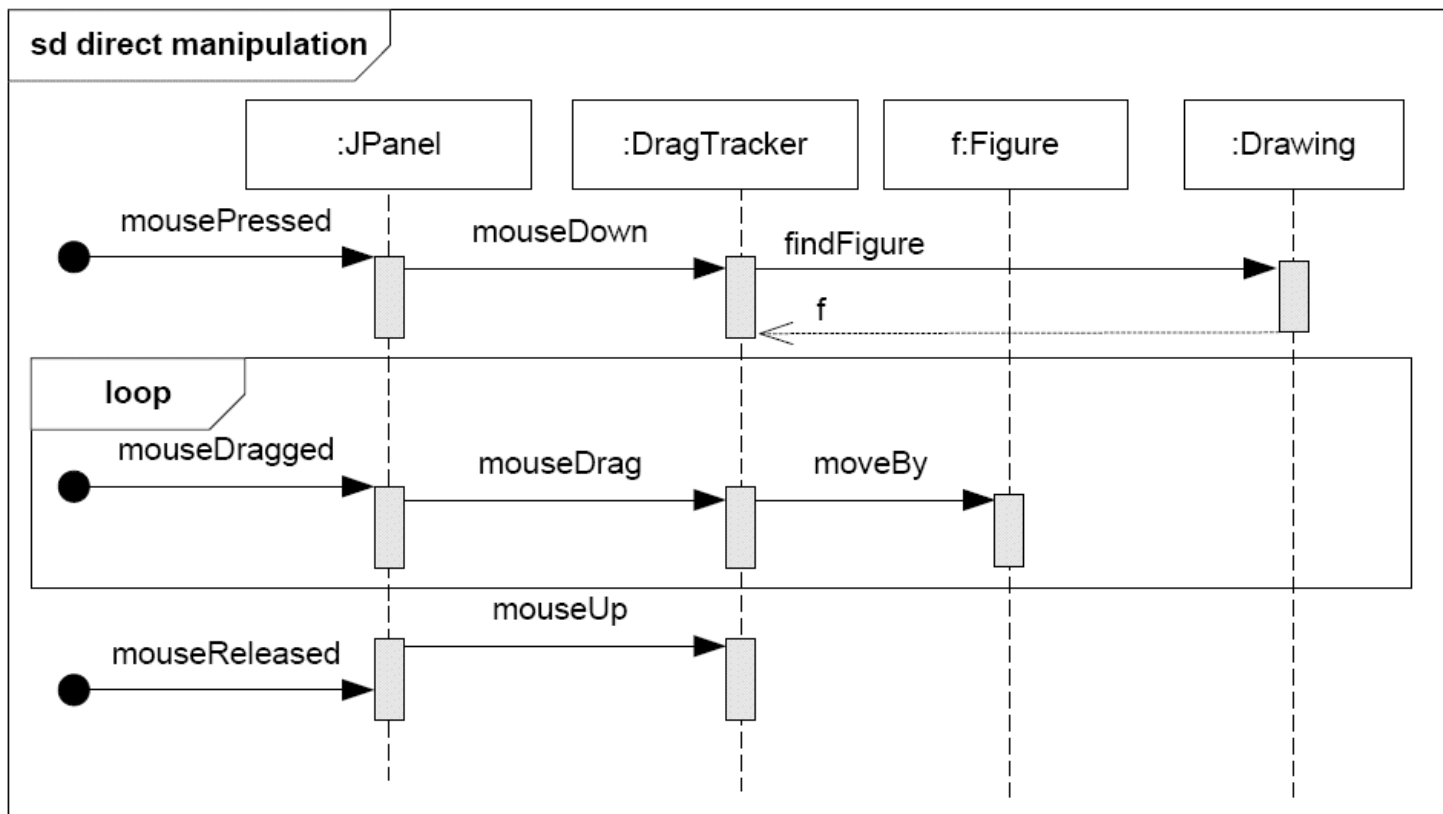 sd direct manipulation
:JPanel
:DragTracker
f:Figure
:Drawing
mousePressed
mouseDown
findFigure
f
loop
mouseDragged
mouseDrag
moveBy
mouseUp
mouseReleased